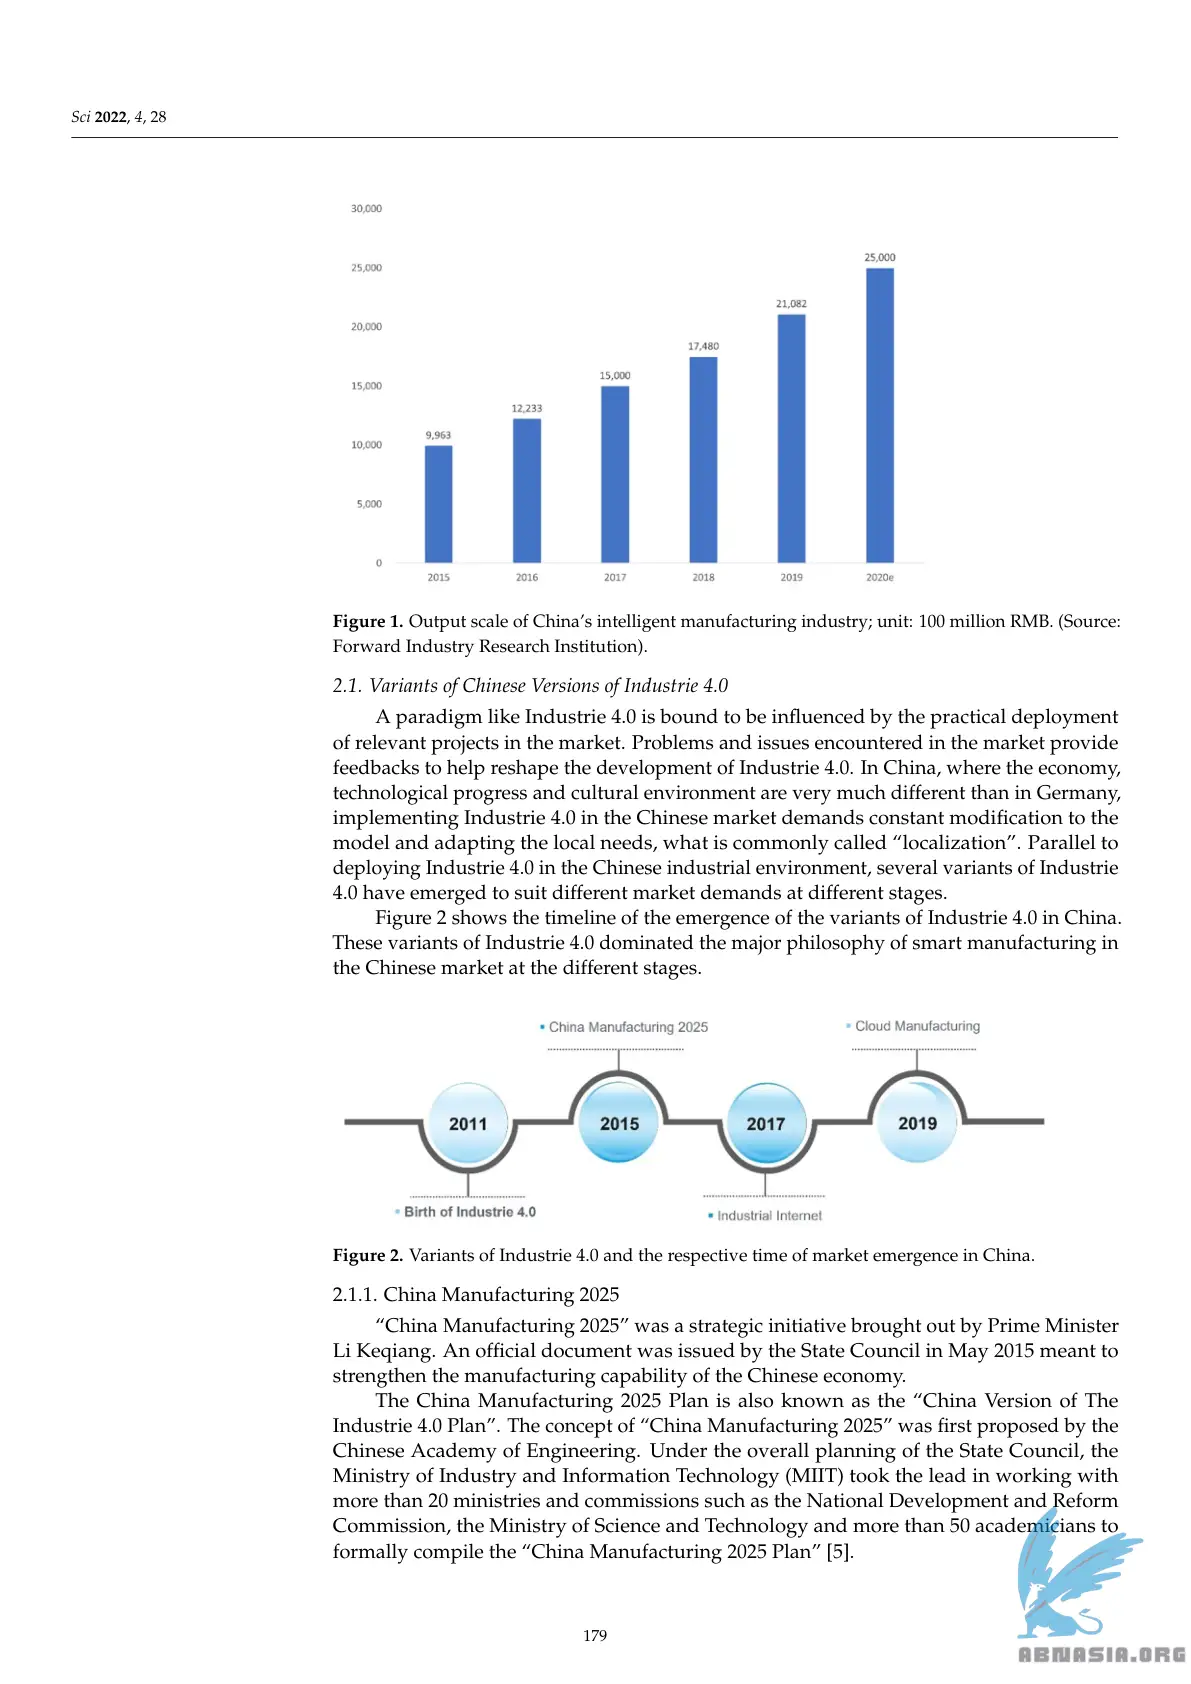 Sci 2022, 4, 28
30,000
25,000
20,000
15,000
10,000
5,000
0
9,963
12,233
15,000
17,480
21,082
25,000
2015 2016 2017 2018 2019 2020e
Figure 1. Output scale of China's intelligent manufacturing industry; unit: 100 million RMB. (Source:
Forward Industry Research Institution).
2.1. Variants of Chinese Versions of Industrie 4.0
A paradigm like Industrie 4.0 is bound to be influenced by the practical deployment
of relevant projects in the market. Problems and issues encountered in the market provide
feedbacks to help reshape the development of Industrie 4.0. In China, where the economy,
technological progress and cultural environment are very much different than in Germany,
implementing Industrie 4.0 in the Chinese market demands constant modification to the
model and adapting the local needs, what is commonly called “localization”. Parallel to
deploying Industrie 4.0 in the Chinese industrial environment, several variants of Industrie
4.0 have emerged to suit different market demands at different stages.
Figure 2 shows the timeline of the emergence of the variants of Industrie 4.0 in China.
These variants of Industrie 4.0 dominated the major philosophy of smart manufacturing in
the Chinese market at the different stages.
▪ China Manufacturing 2025
▪ Cloud Manufacturing
2011 2015 2017 2019
▪ Birth of Industrie 4.0
▪ Industrial Internet
Figure 2. Variants of Industrie 4.0 and the respective time of market emergence in China.
2.1.1. China Manufacturing 2025
“China Manufacturing 2025” was a strategic initiative brought out by Prime Minister
Li Keqiang. An official document was issued by the State Council in May 2015 meant to
strengthen the manufacturing capability of the Chinese economy.
The China Manufacturing 2025 Plan is also known as the “China Version of The
Industrie 4.0 Plan”. The concept of “China Manufacturing 2025” was first proposed by the
Chinese Academy of Engineering. Under the overall planning of the State Council, the
Ministry of Industry and Information Technology (MIIT) took the lead in working with
more than 20 ministries and commissions such as the National Development and Reform
Commission, the Ministry of Science and Technology and more than 50 academicians to
formally compile the “China Manufacturing 2025 Plan” [5].
179
ABNASIA.ORG